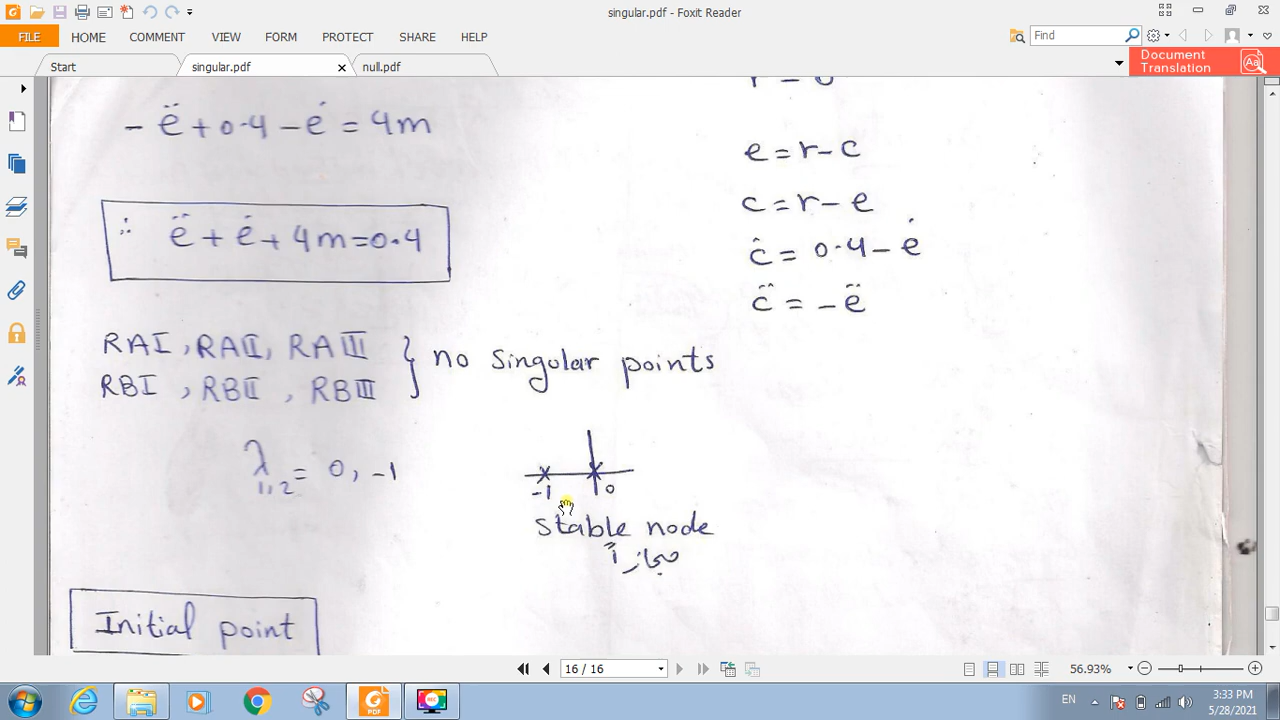 singular.pdf - Foxit Reader
FILE HOME COMMENT VIEW FORM PROTECT SHARE HELP
Find
Start singular.pdf null.pdf
Document Translation
- ë + 0.4 - ė = 4m
∴ ë + ė + 4m = 0.4
e = r - c
c = r - e
ċ = 0.4 - ė
c̈ = - ë
RAI, RAII, RAIII } no singular points
RBI, RBII, RBIII
λ1,2 = 0, -1
-1 0
stable node
مجازاً
Initial point
16 / 16
56.93%
EN
3:33 PM
5/28/2021